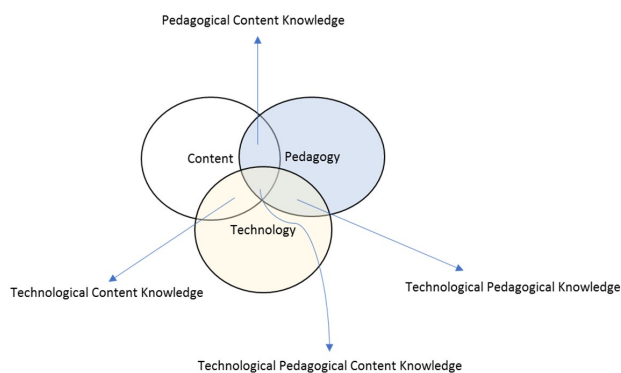 Pedagogical Content Knowledge
Content
Pedagogy
Technology
Technological Content Knowledge
Technological Pedagogical Knowledge
Technological Pedagogical Content Knowledge